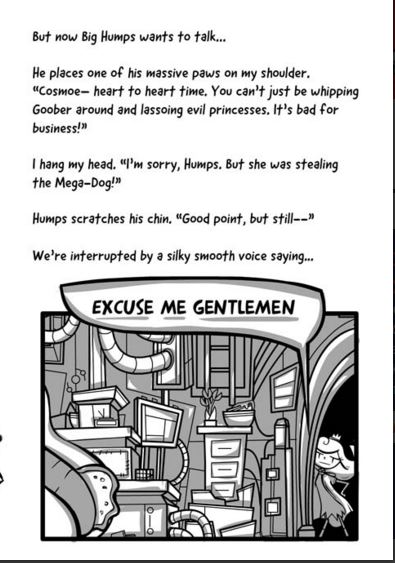 But now Big Humps wants to talk...
He places one of his massive paws on my shoulder.
“Cosmoe– heart to heart time. You can’t just be whipping
Goober around and lassoing evil princesses. It’s bad for
business!”
I hang my head. “I’m sorry, Humps. But she was stealing
the Mega-Dog!”
Humps scratches his chin. “Good point, but still--”
We’re interrupted by a silky smooth voice saying...
EXCUSE ME GENTLEMEN